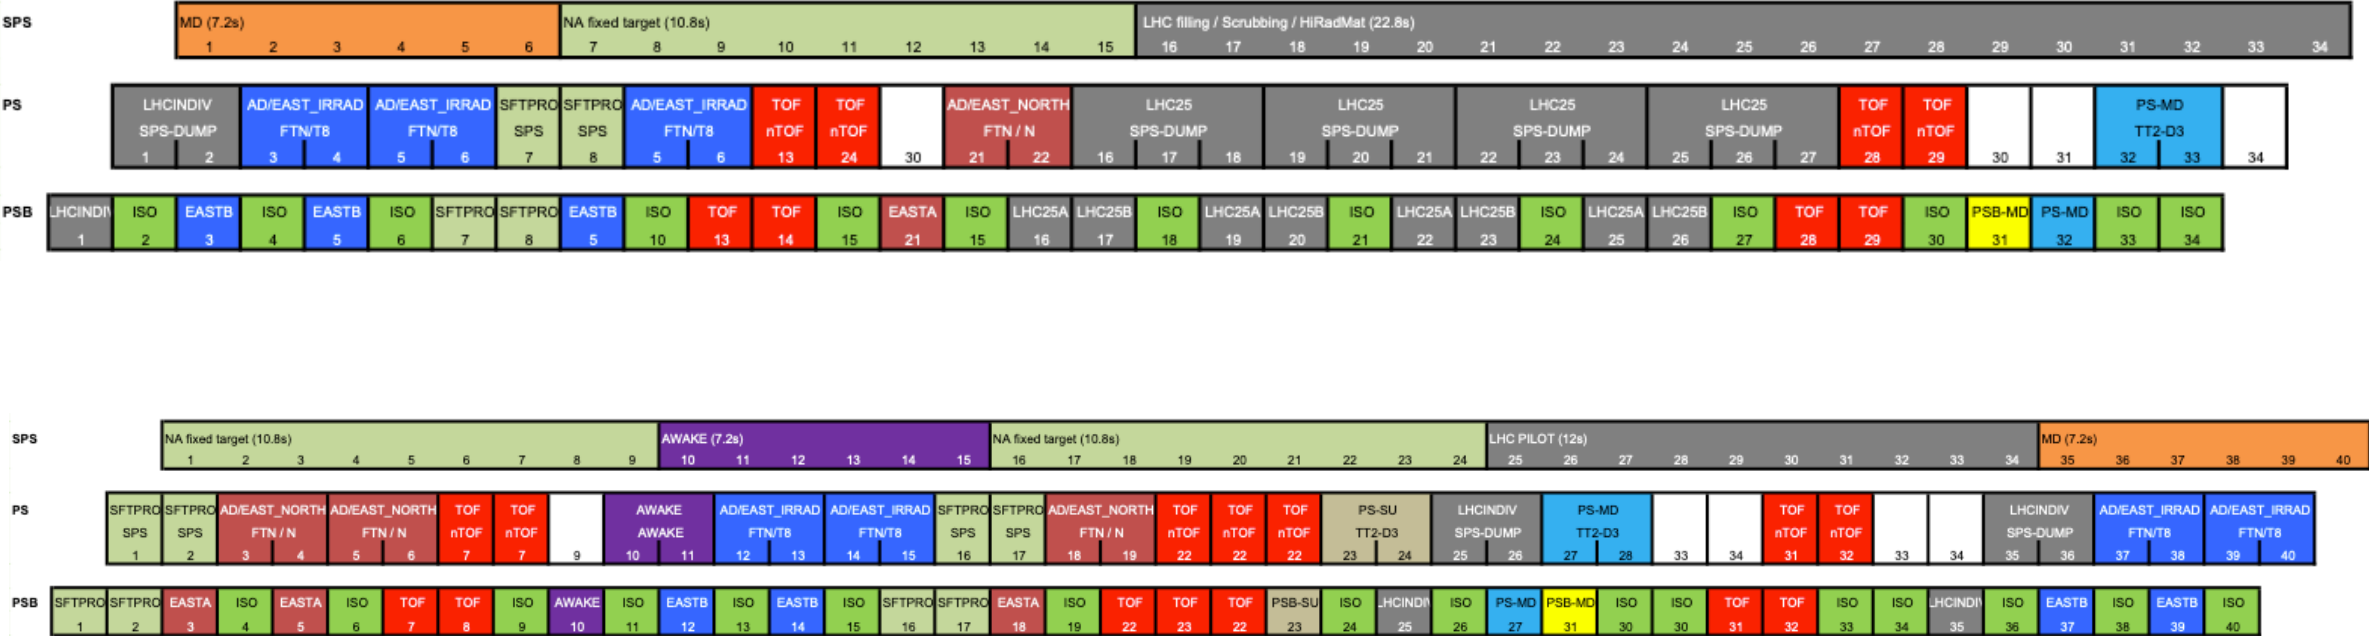 SPS MD (7.2s) NA fixed target (10.8s) LHC filling / Scrubbing / HiRadMat (22.8s)
1 2 3 4 5 6 7 8 9 10 11 12 13 14 15 16 17 18 19 20 21 22 23 24 25 26 27 28 29 30 31 32 33 34
PS LHCINDIV AD/EAST_IRRAD AD/EAST_IRRAD SFTPRO SFTPRO AD/EAST_IRRAD TOF TOF AD/EAST_NORTH LHC25 LHC25 LHC25 LHC25 TOF TOF PS-MD
SPS-DUMP FTN/T8 FTN/T8 SPS SPS FTN/T8 nTOF nTOF FTN / N SPS-DUMP SPS-DUMP SPS-DUMP SPS-DUMP nTOF nTOF TT2-D3
1 2 3 4 5 6 7 8 5 6 13 24 30 21 22 16 17 18 19 20 21 22 23 24 25 26 27 28 29 30 31 32 33 34
PSB LHCINDIV ISO EASTB ISO EASTB ISO SFTPRO SFTPRO EASTB ISO TOF TOF ISO EASTA ISO LHC25A LHC25B ISO LHC25A LHC25B ISO LHC25A LHC25B ISO LHC25A LHC25B ISO TOF TOF ISO PSB-MD PS-MD ISO ISO
1 2 3 4 5 6 7 8 5 10 13 14 15 21 15 16 17 18 19 20 21 22 23 24 25 26 27 28 29 30 31 32 33 34
SPS NA fixed target (10.8s) AWAKE (7.2s) NA fixed target (10.8s) LHC PILOT (12s) MD (7.2s)
1 2 3 4 5 6 7 8 9 10 11 12 13 14 15 16 17 18 19 20 21 22 23 24 25 26 27 28 29 30 31 32 33 34 35 36 37 38 39 40
PS SFTPRO SFTPRO AD/EAST_NORTH AD/EAST_NORTH TOF TOF AWAKE AD/EAST_IRRAD AD/EAST_IRRAD SFTPRO SFTPRO AD/EAST_NORTH TOF TOF TOF PS-SU LHCINDIV PS-MD TOF TOF LHCINDIV AD/EAST_IRRAD AD/EAST_IRRAD
SPS SPS FTN / N FTN / N nTOF nTOF AWAKE FTN/T8 FTN/T8 SPS SPS FTN / N nTOF nTOF nTOF TT2-D3 SPS-DUMP TT2-D3 nTOF nTOF SPS-DUMP FTN/T8 FTN/T8
1 2 3 4 5 6 7 7 9 10 11 12 13 14 15 16 17 18 19 22 22 22 23 24 25 26 27 28 33 34 31 32 33 34 35 36 37 38 39 40
PSB SFTPRO SFTPRO EASTA ISO EASTA ISO TOF TOF ISO AWAKE ISO EASTB ISO EASTB ISO SFTPRO SFTPRO EASTA ISO TOF TOF TOF PSB-SU ISO LHCINDIV ISO PS-MD PSB-MD ISO ISO TOF TOF ISO ISO LHCINDIV ISO EASTB ISO EASTB ISO
1 2 3 4 5 6 7 8 9 10 11 12 13 14 15 16 17 18 19 22 23 22 23 24 25 26 27 31 30 30 31 32 33 34 35 36 37 38 39 40